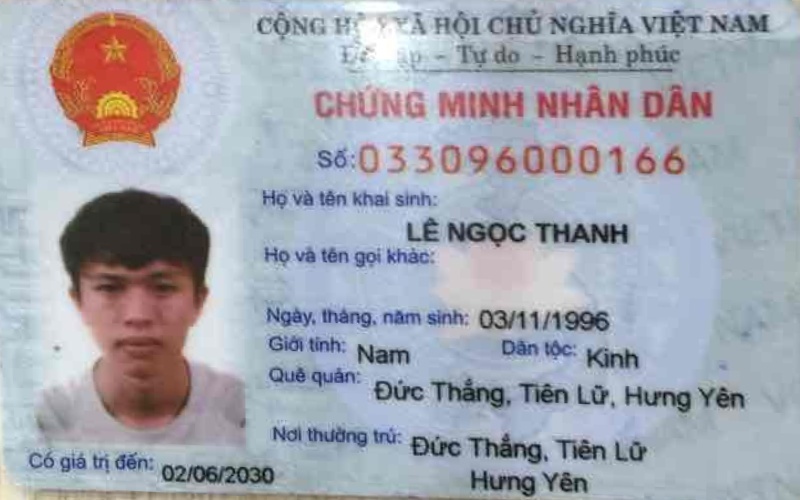 CỘNG HÒA XÃ HỘI CHỦ NGHĨA VIỆT NAM
Độc lập - Tự do - Hạnh phúc
CHỨNG MINH NHÂN DÂN
Số: 033096000166
Họ và tên khai sinh:
LÊ NGỌC THANH
Họ và tên gọi khác:
Ngày, tháng, năm sinh: 03/11/1996
Giới tính: Nam Dân tộc: Kinh
Quê quán: Đức Thắng, Tiên Lữ, Hưng Yên
Nơi thường trú: Đức Thắng, Tiên Lữ
Hưng Yên
Có giá trị đến: 02/06/2030